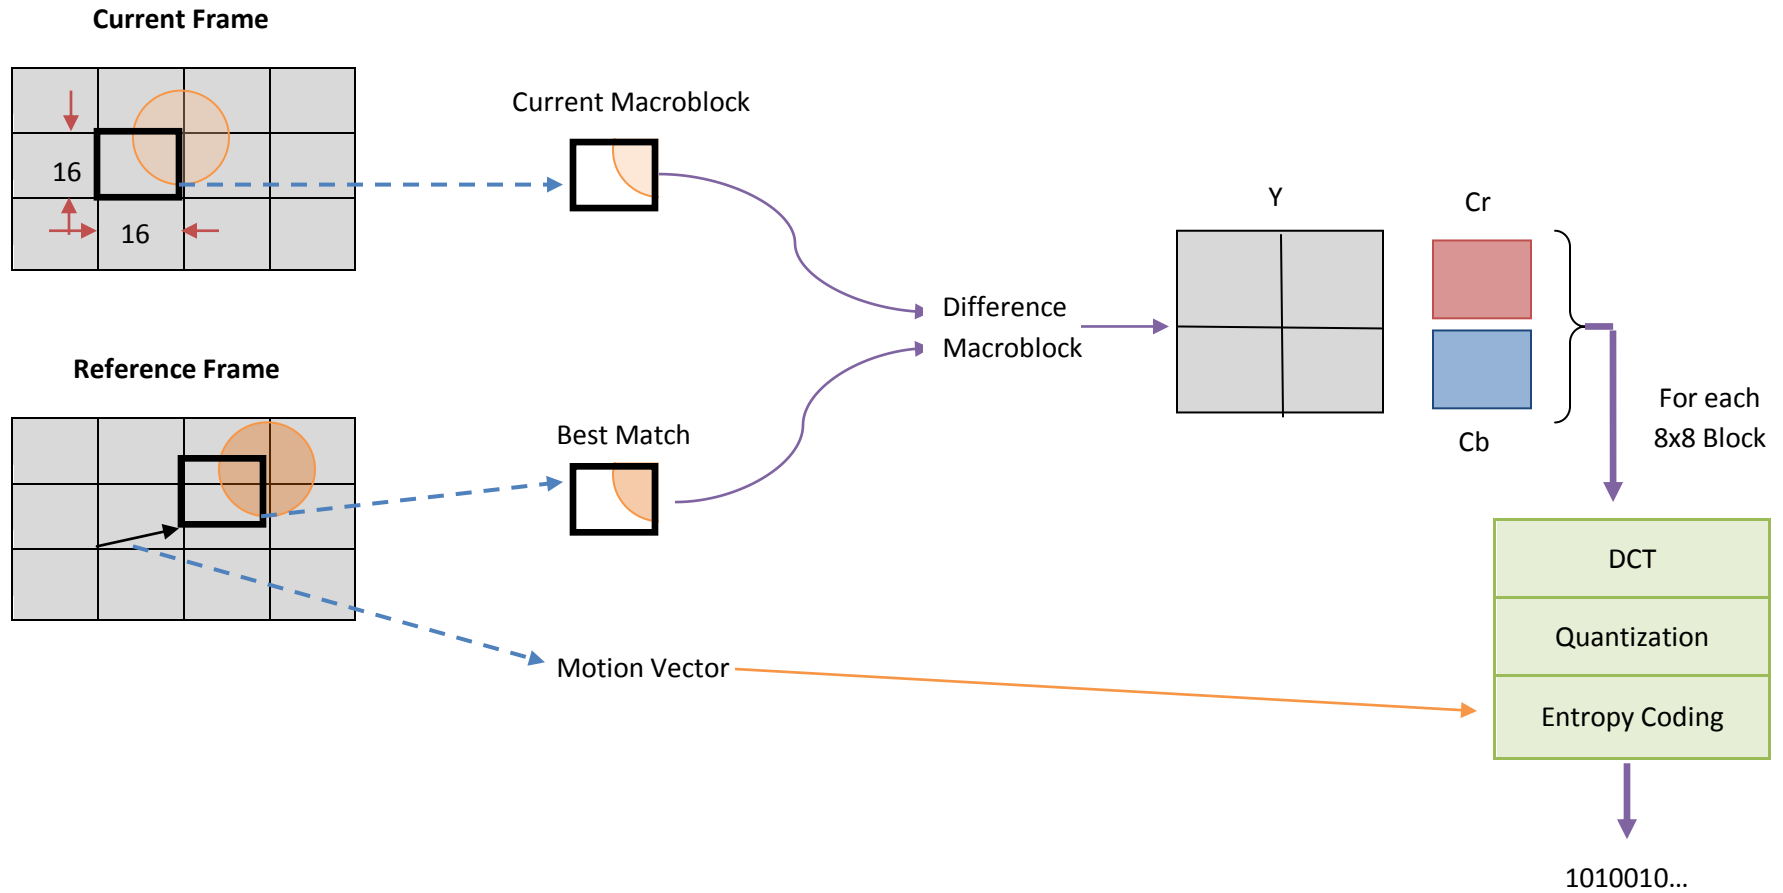 Current Frame
16
16
Current Macroblock
Reference Frame
Best Match
Motion Vector
Difference
Macroblock
Y
Cr
Cb
For each
8x8 Block
DCT
Quantization
Entropy Coding
1010010...